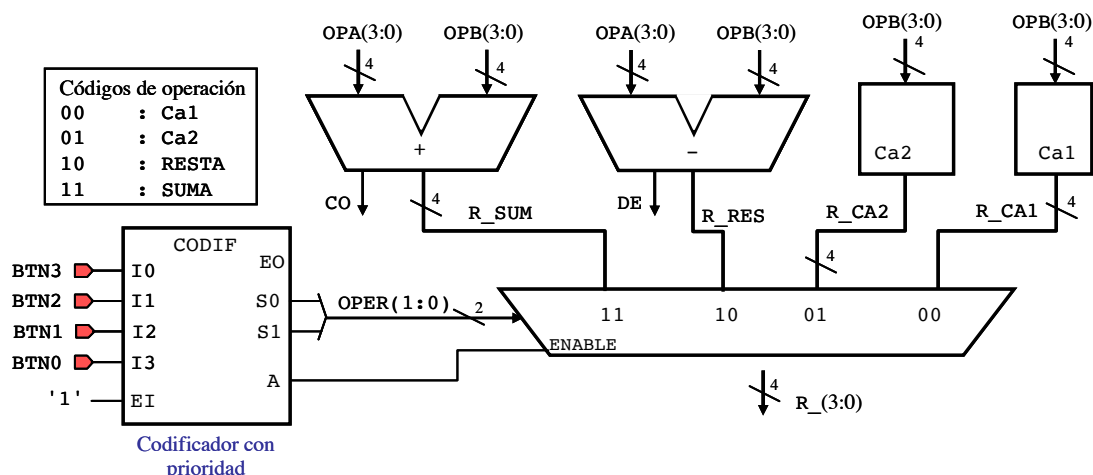 OPA(3:0) OPB(3:0) OPA(3:0) OPB(3:0) OPB(3:0) OPB(3:0)
4 4 4 4 4 4
Códigos de operación
00 : Ca1
01 : Ca2
10 : RESTA
11 : SUMA
+ - Ca2 Ca1
CO 4 R_SUM DE R_RES R_CA2 R_CA1 4
4
CODIF
EO
BTN3 I0
BTN2 I1 S0
BTN1 I2 S1
BTN0 I3
A
'1' EI
OPER(1:0) 2
11 10 01 00
ENABLE
4
R_(3:0)
Codificador con
prioridad